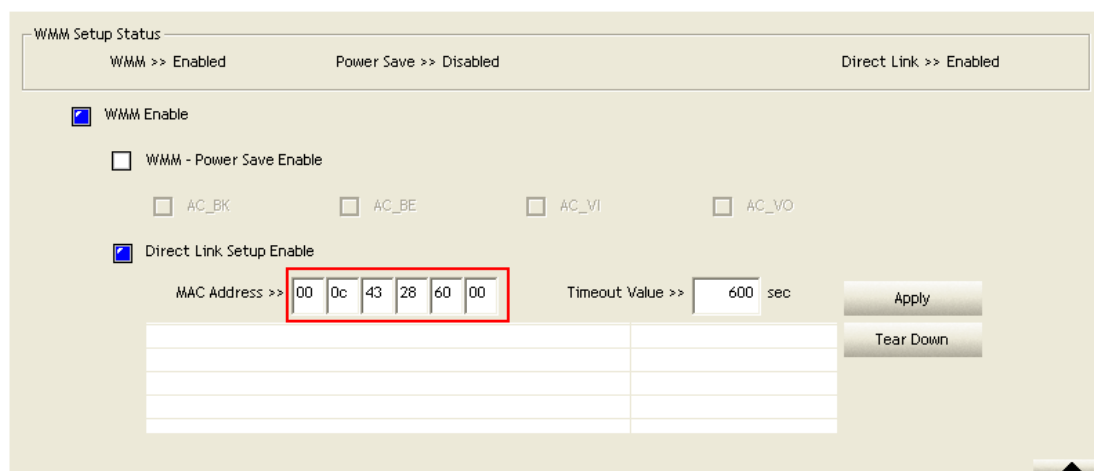 WMM Setup Status
WMM >> Enabled Power Save >> Disabled Direct Link >> Enabled
WMM Enable
WMM - Power Save Enable
AC_BK AC_BE AC_VI AC_VO
Direct Link Setup Enable
MAC Address >> 00 0c 43 28 60 00 Timeout Value >> 600 sec Apply
Tear Down